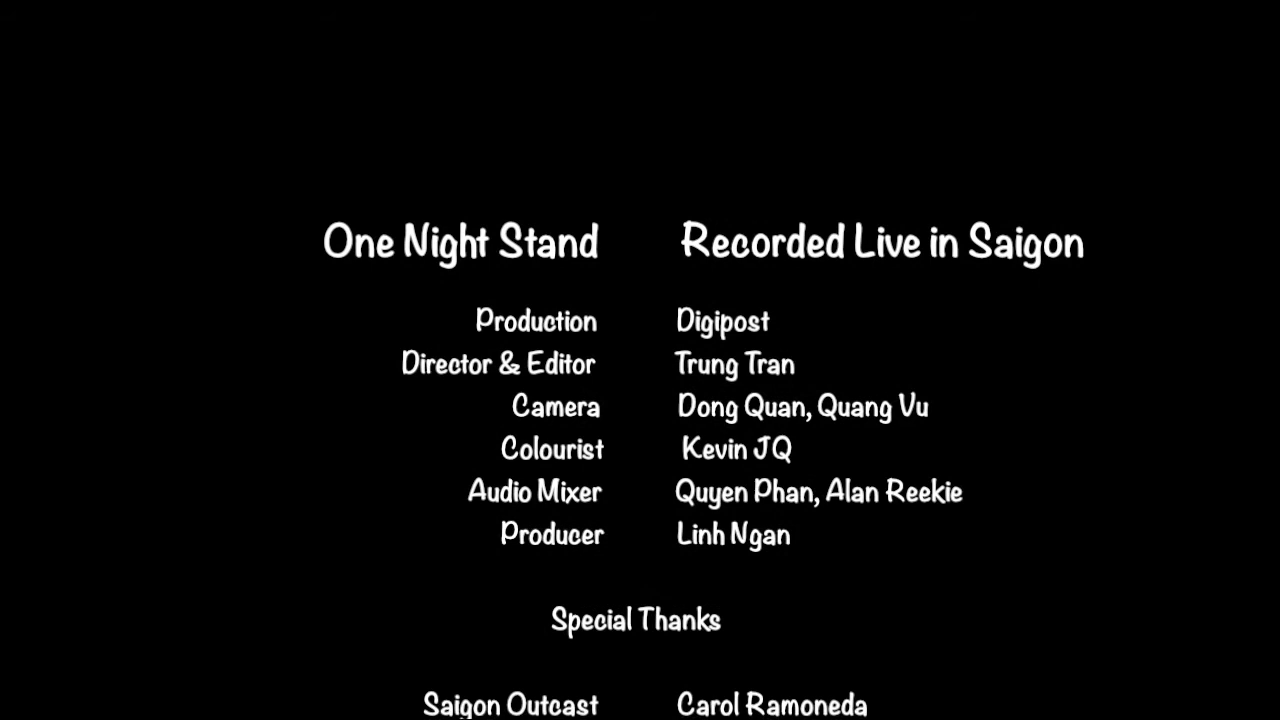 One Night Stand Recorded Live in Saigon
Production Digipost
Director & Editor Trung Tran
Camera Dong Quan, Quang Vu
Colourist Kevin JQ
Audio Mixer Quyen Phan, Alan Reekie
Producer Linh Ngan
Special Thanks
Saigon Outcast Carol Ramoneda